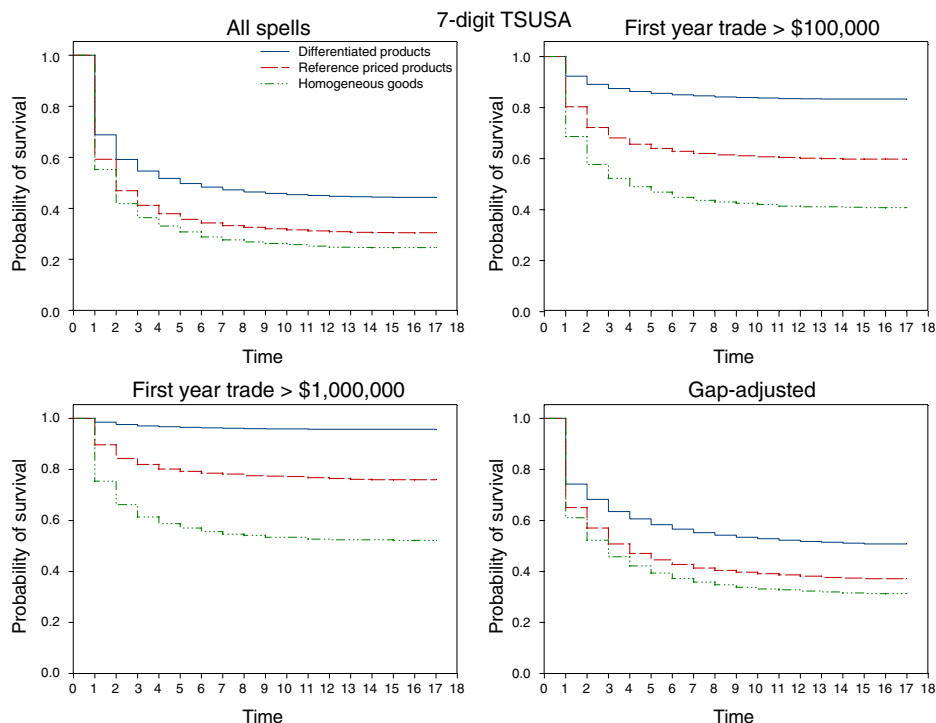 7-digit TSUSA
All spells
Differentiated products
Reference priced products
Homogeneous goods
Probability of survival
1.0
0.8
0.6
0.4
0.2
0.0
0 1 2 3 4 5 6 7 8 9 10 11 12 13 14 15 16 17 18
Time
First year trade > $100,000
Probability of survival
1.0
0.8
0.6
0.4
0.2
0.0
0 1 2 3 4 5 6 7 8 9 10 11 12 13 14 15 16 17 18
Time
First year trade > $1,000,000
Probability of survival
1.0
0.8
0.6
0.4
0.2
0.0
0 1 2 3 4 5 6 7 8 9 10 11 12 13 14 15 16 17 18
Time
Gap-adjusted
Probability of survival
1.0
0.8
0.6
0.4
0.2
0.0
0 1 2 3 4 5 6 7 8 9 10 11 12 13 14 15 16 17 18
Time